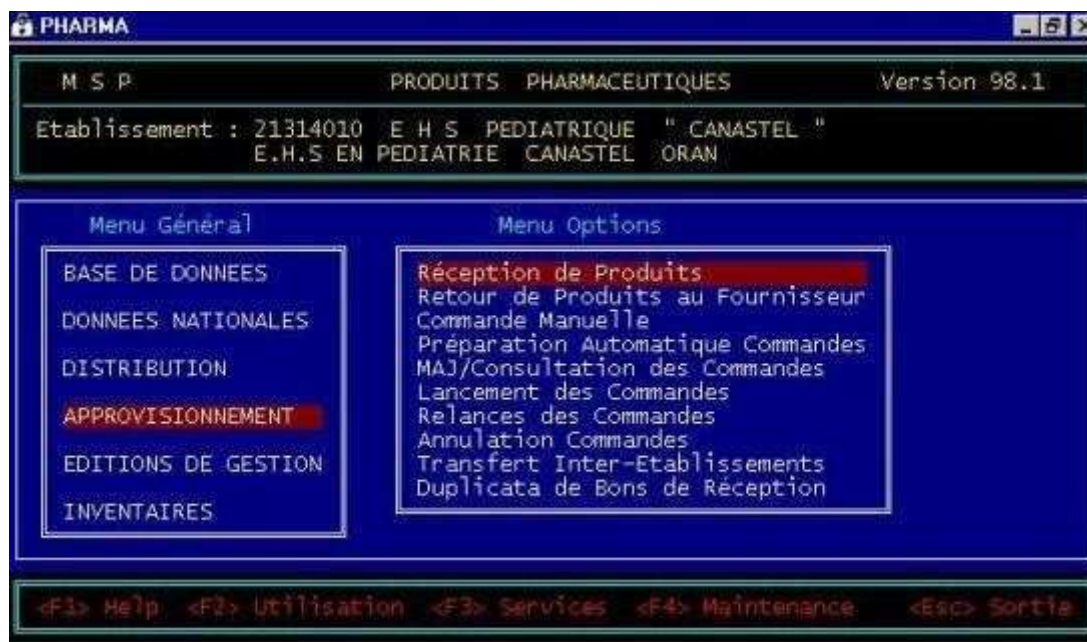 PHARMA
M S P PRODUITS PHARMACEUTIQUES Version 98.1
Etablissement : 21314010 E H S PEDIATRIQUE " CANASTEL "
E.H.S EN PEDIATRIE CANASTEL ORAN
Menu Général
BASE DE DONNEES
DONNEES NATIONALES
DISTRIBUTION
APPROVISIONNEMENT
EDITIONS DE GESTION
INVENTAIRES
Menu Options
Réception de Produits
Retour de Produits au Fournisseur
Commande Manuelle
Préparation Automatique Commandes
MAJ/Consultation des Commandes
Lancement des Commandes
Relances des Commandes
Annulation Commandes
Transfert Inter-Etablissements
Duplicata de Bons de Réception
<F1> Help <F2> Utilisation <F3> Services <F4> Maintenance <Esc> Sortie